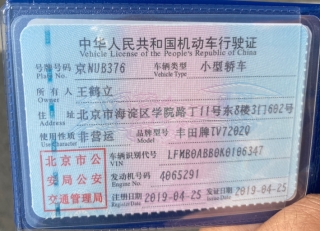 中华人民共和国机动车行驶证
Vehicle License of the People's Republic of China
号牌号码 京NUB376 车辆类型 小型轿车
Plate No. Vehicle Type
所有人 王鹤立
Owner
住址 北京市海淀区学院路丁11号东8楼3门602号
Address
使用性质 非营运 品牌型号 丰田牌TV7202Q
Use Character Model
北京市公
安局公安
交通管理局
车辆识别代号 LFMB0ABB0K0106347
VIN
发动机号码 4065291
Engine No.
注册日期 2019-04-25 发证日期 2019-04-25
Register Date Issue Date